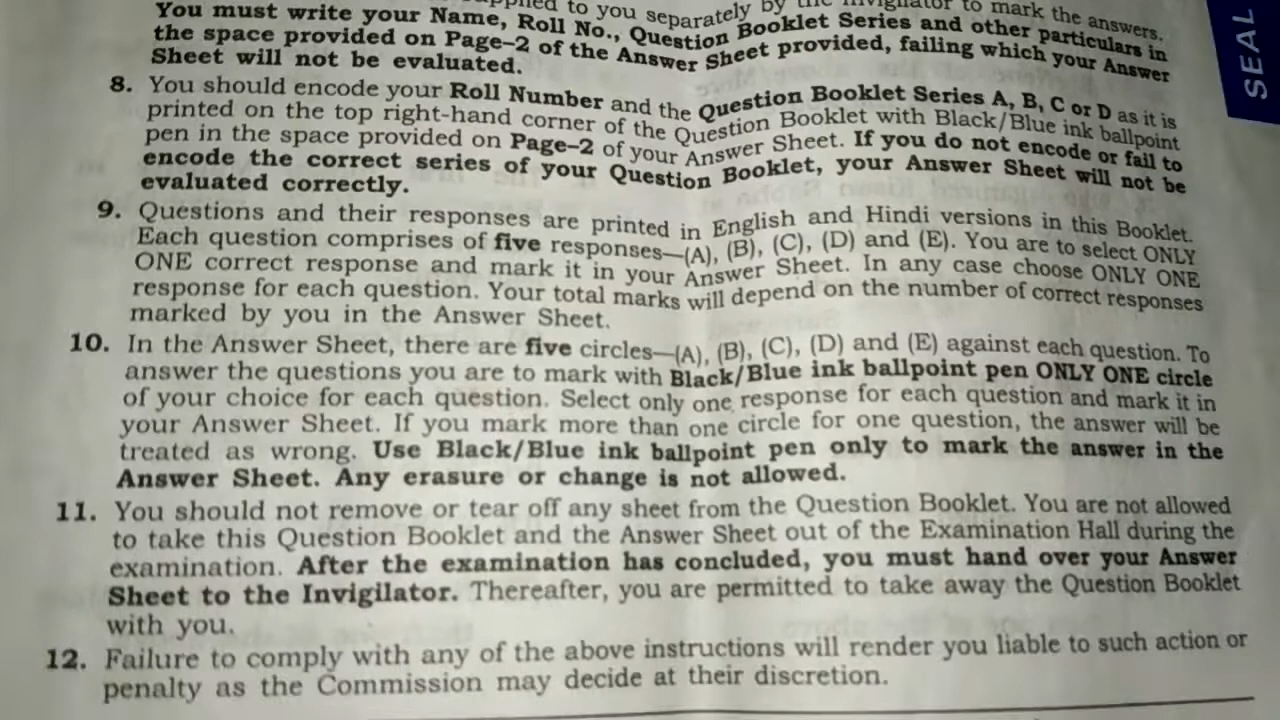 to you separately by the Invigilator to mark the answers.
You must write your Name, Roll No., Question Booklet Series and other particulars in
the space provided on Page–2 of the Answer Sheet provided, failing which your Answer
Sheet will not be evaluated.
8. You should encode your Roll Number and the Question Booklet Series A, B, C or D as it is
printed on the top right-hand corner of the Question Booklet with Black/Blue ink ballpoint
pen in the space provided on Page–2 of your Answer Sheet. If you do not encode or fail to
encode the correct series of your Question Booklet, your Answer Sheet will not be
evaluated correctly.
9. Questions and their responses are printed in English and Hindi versions in this Booklet.
Each question comprises of five responses—(A), (B), (C), (D) and (E). You are to select ONLY
ONE correct response and mark it in your Answer Sheet. In any case choose ONLY ONE
response for each question. Your total marks will depend on the number of correct responses
marked by you in the Answer Sheet.
10. In the Answer Sheet, there are five circles—(A), (B), (C), (D) and (E) against each question. To
answer the questions you are to mark with Black/Blue ink ballpoint pen ONLY ONE circle
of your choice for each question. Select only one response for each question and mark it in
your Answer Sheet. If you mark more than one circle for one question, the answer will be
treated as wrong. Use Black/Blue ink ballpoint pen only to mark the answer in the
Answer Sheet. Any erasure or change is not allowed.
11. You should not remove or tear off any sheet from the Question Booklet. You are not allowed
to take this Question Booklet and the Answer Sheet out of the Examination Hall during the
examination. After the examination has concluded, you must hand over your Answer
Sheet to the Invigilator. Thereafter, you are permitted to take away the Question Booklet
with you.
12. Failure to comply with any of the above instructions will render you liable to such action or
penalty as the Commission may decide at their discretion.
SEAL